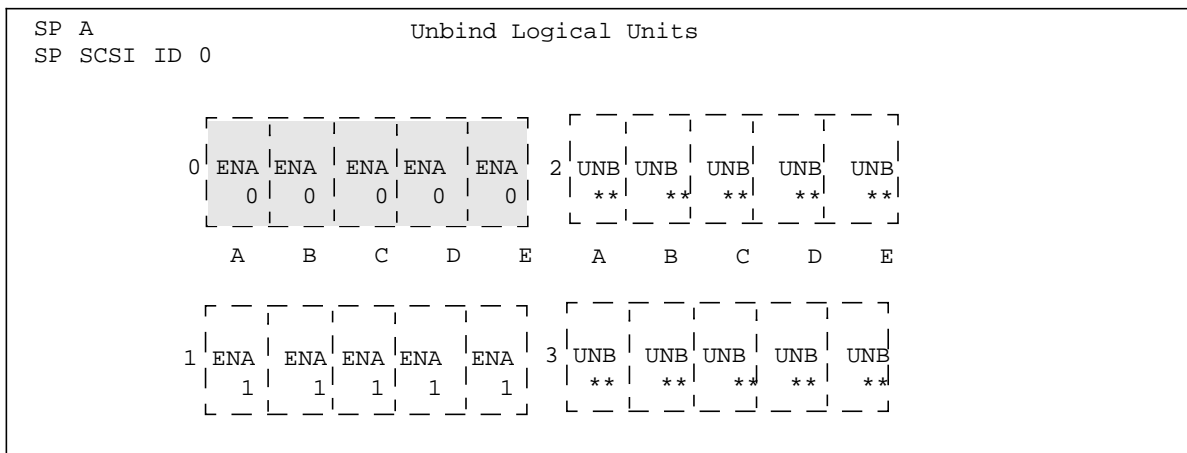 SP A Unbind Logical Units
SP SCSI ID 0
0 ENA ENA ENA ENA ENA 2 UNB UNB UNB UNB UNB
0 0 0 0 0 ** ** ** ** **
A B C D E A B C D E
1 ENA ENA ENA ENA ENA 3 UNB UNB UNB UNB UNB
1 1 1 1 1 ** ** ** ** **